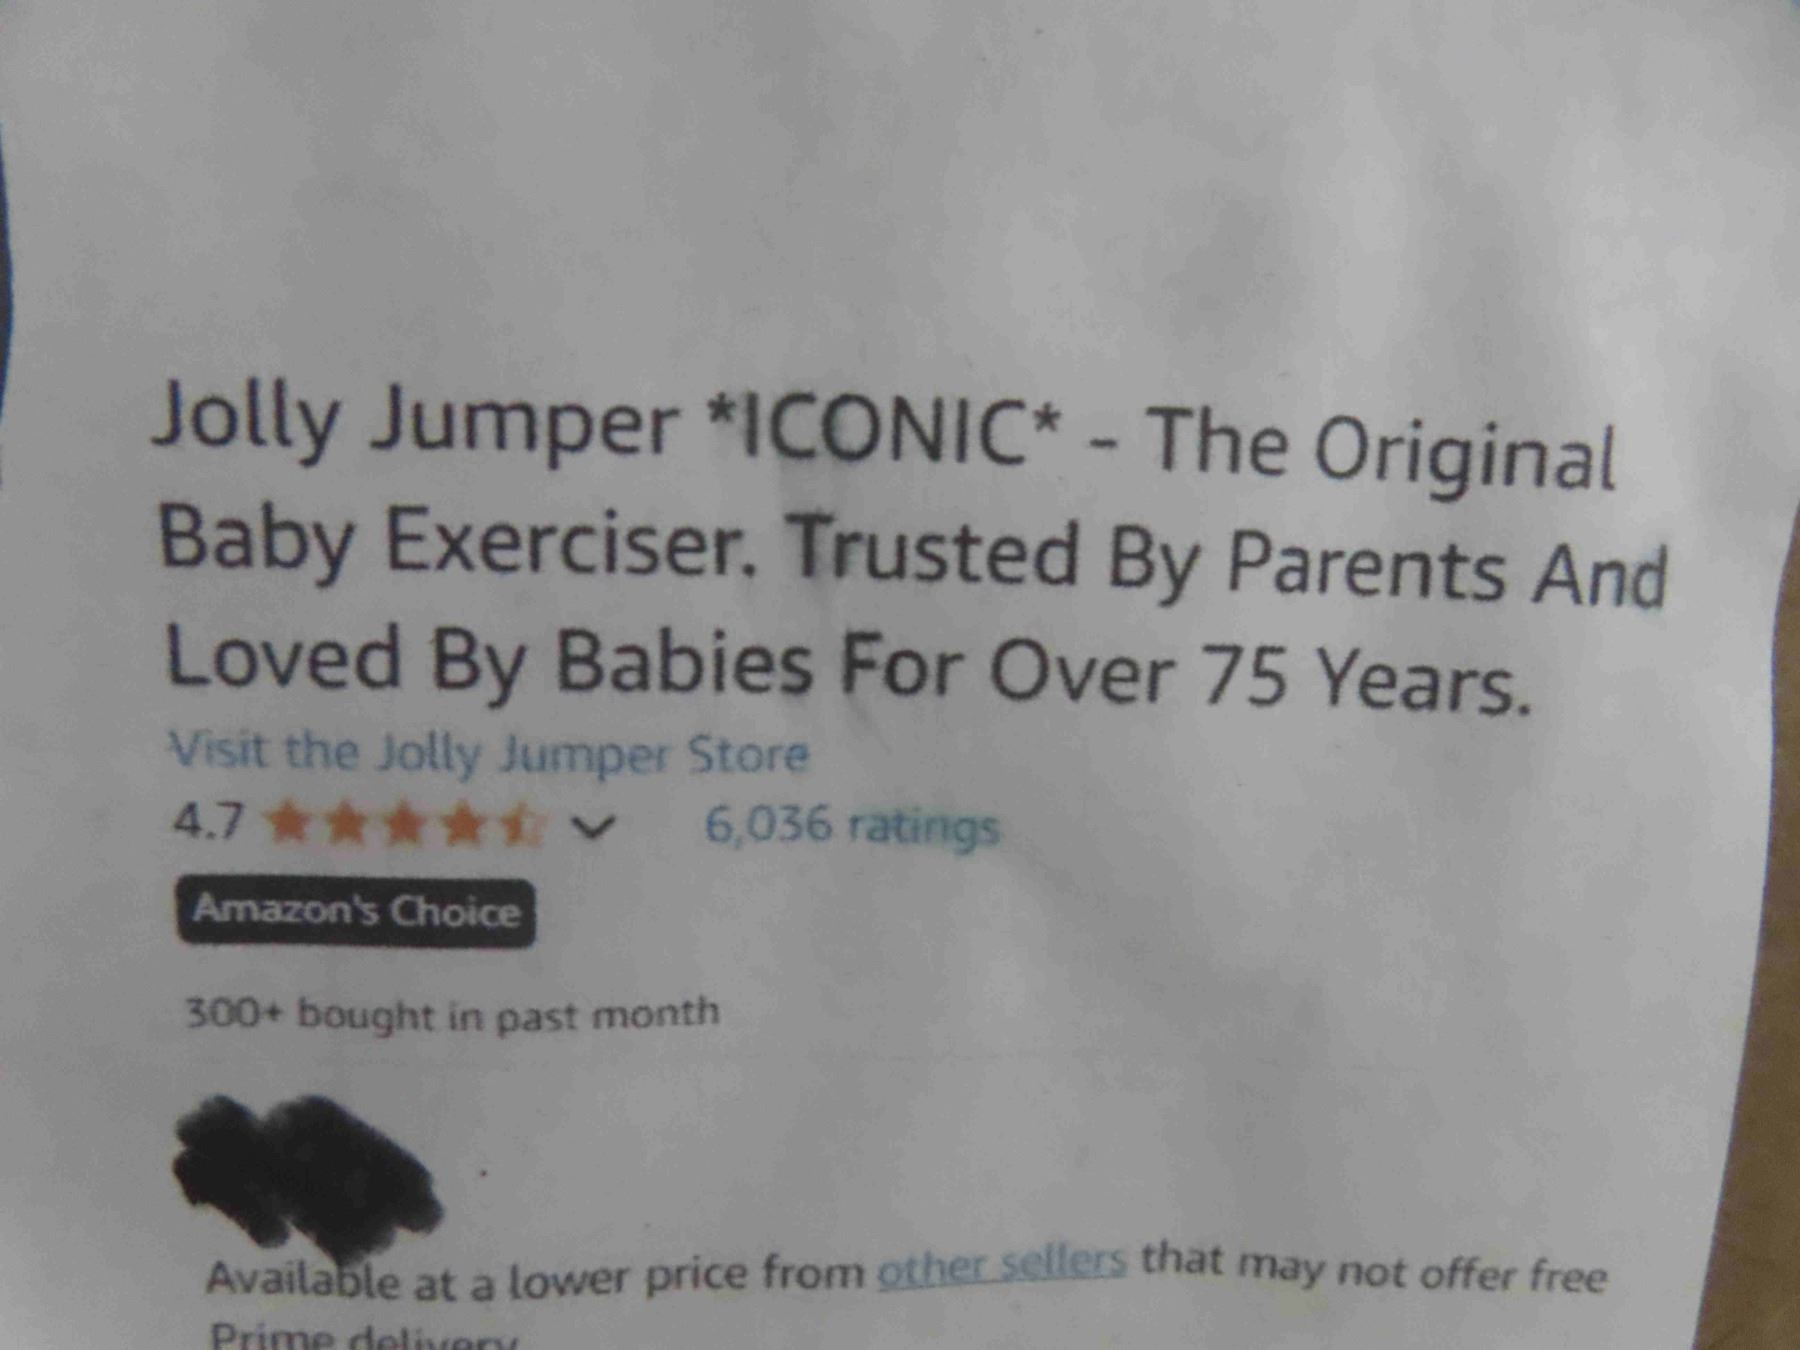 Jolly Jumper *ICONIC* - The Original
Baby Exerciser. Trusted By Parents And
Loved By Babies For Over 75 Years.
Visit the Jolly Jumper Store
4.7 6,036 ratings
Amazon's Choice
300+ bought in past month
Available at a lower price from other sellers that may not offer free
Prime delivery